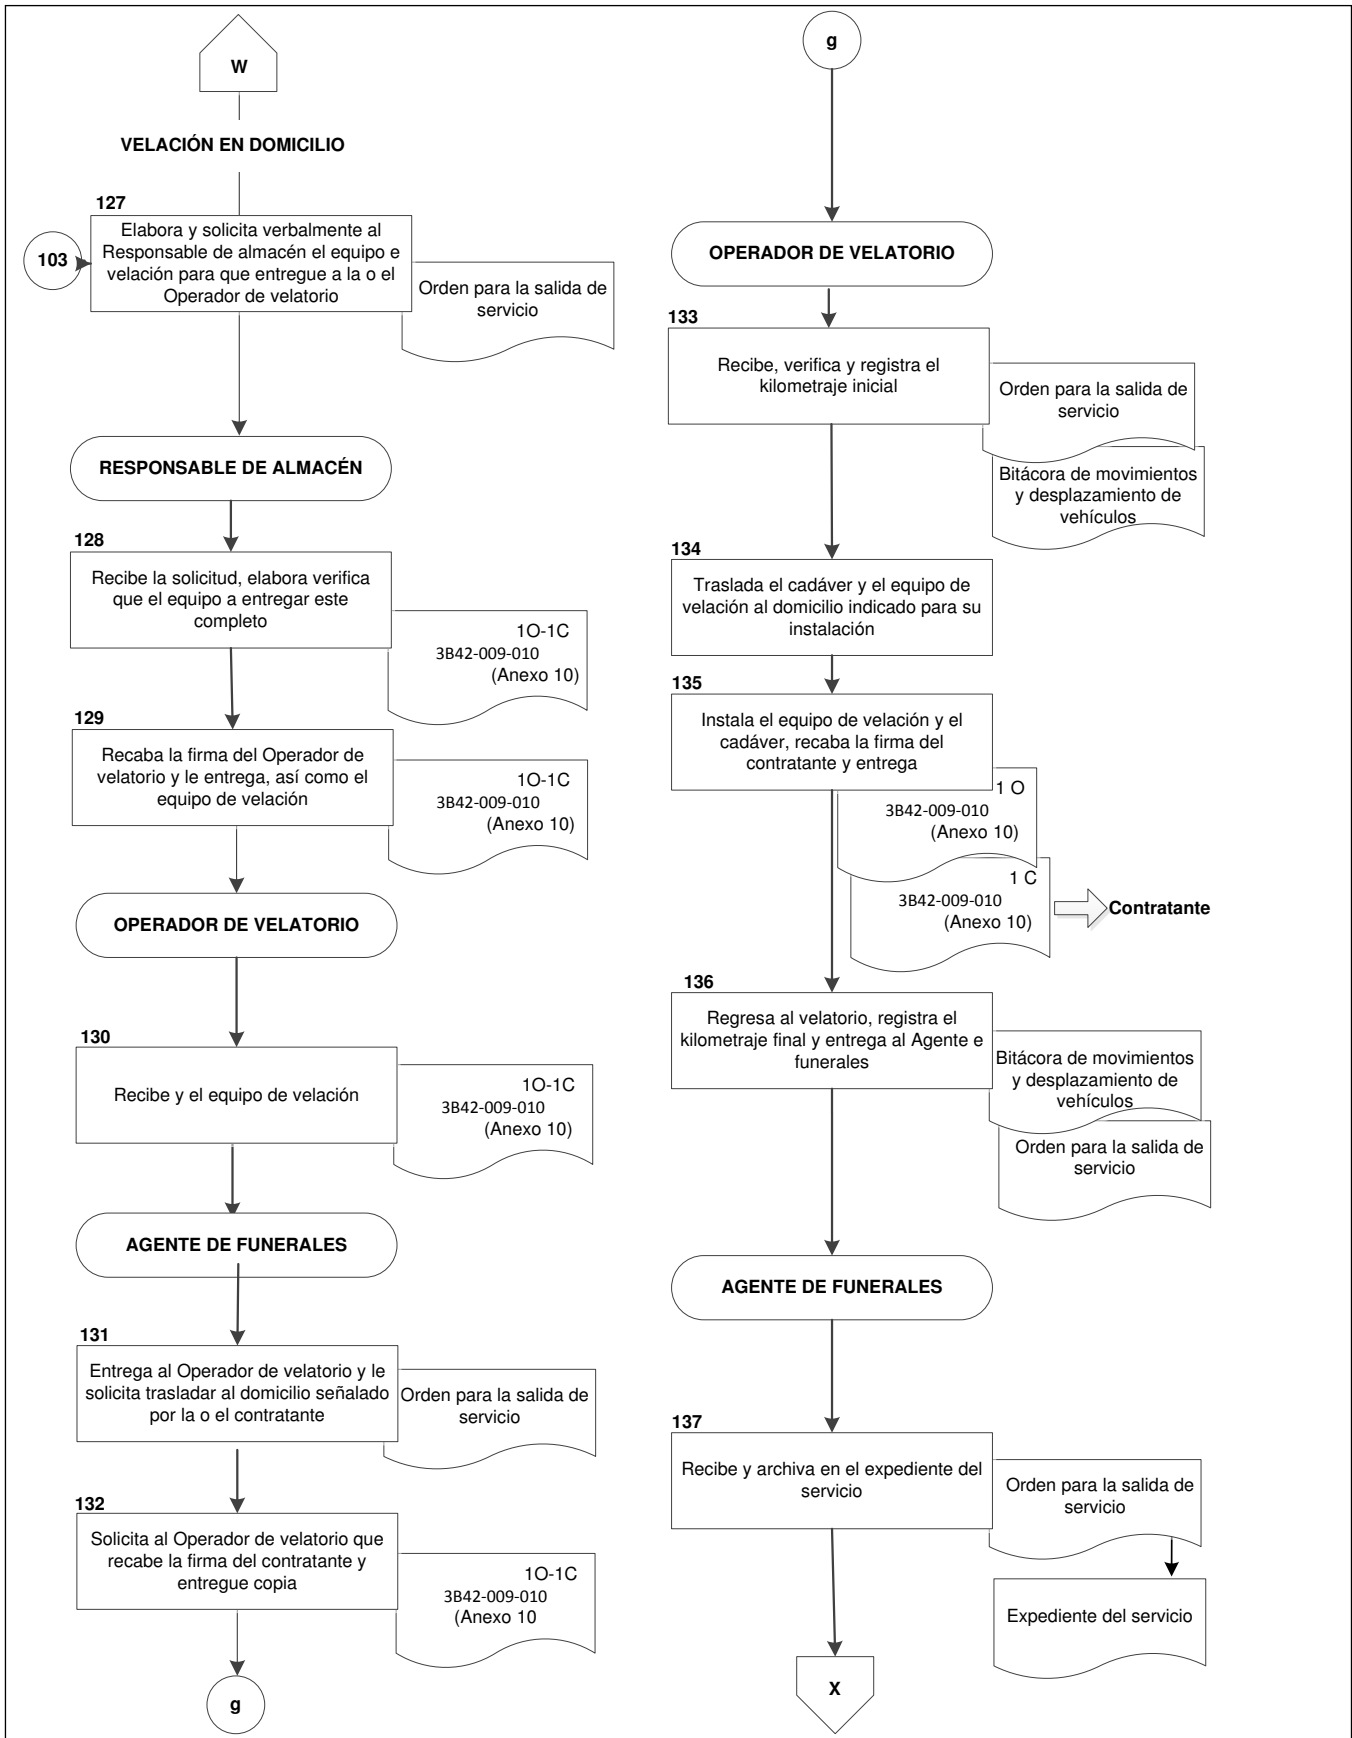 W
VELACIÓN EN DOMICILIO
127
103
Elabora y solicita verbalmente al
Responsable de almacén el equipo e
velación para que entregue a la o el
Operador de velatorio
Orden para la salida de
servicio
RESPONSABLE DE ALMACÉN
128
Recibe la solicitud, elabora verifica
que el equipo a entregar este
completo
1O-1C
3B42-009-010
(Anexo 10)
129
Recaba la firma del Operador de
velatorio y le entrega, así como el
equipo de velación
1O-1C
3B42-009-010
(Anexo 10)
OPERADOR DE VELATORIO
130
Recibe y el equipo de velación
1O-1C
3B42-009-010
(Anexo 10)
AGENTE DE FUNERALES
131
Entrega al Operador de velatorio y le
solicita trasladar al domicilio señalado
por la o el contratante
Orden para la salida de
servicio
132
Solicita al Operador de velatorio que
recabe la firma del contratante y
entregue copia
1O-1C
3B42-009-010
(Anexo 10
g
g
OPERADOR DE VELATORIO
133
Recibe, verifica y registra el
kilometraje inicial
Orden para la salida de
servicio
Bitácora de movimientos
y desplazamiento de
vehículos
134
Traslada el cadáver y el equipo de
velación al domicilio indicado para su
instalación
135
Instala el equipo de velación y el
cadáver, recaba la firma del
contratante y entrega
1 O
3B42-009-010
(Anexo 10)
1 C
3B42-009-010
(Anexo 10)
Contratante
136
Regresa al velatorio, registra el
kilometraje final y entrega al Agente e
funerales
Bitácora de movimientos
y desplazamiento de
vehículos
Orden para la salida de
servicio
AGENTE DE FUNERALES
137
Recibe y archiva en el expediente del
servicio
Orden para la salida de
servicio
Expediente del servicio
X